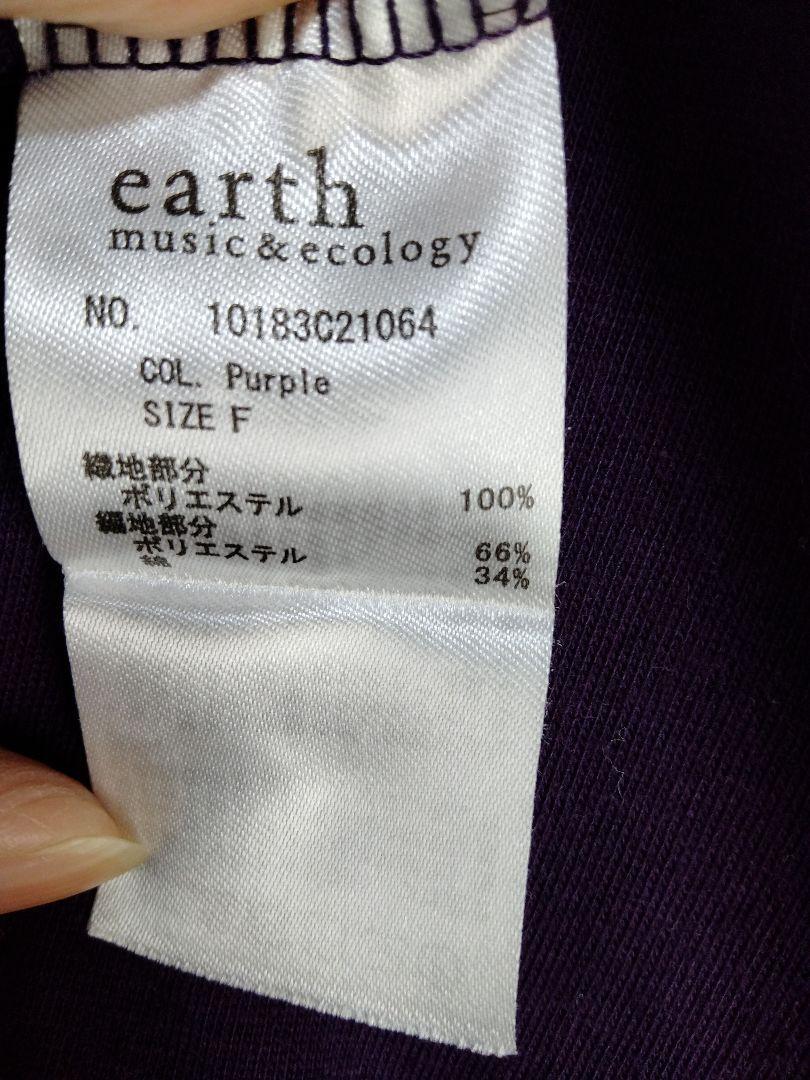 earth
music & ecology
NO. 10183C21064
COL. Purple
SIZE F
織地部分
ポリエステル 100%
編地部分
ポリエステル 66%
綿 34%